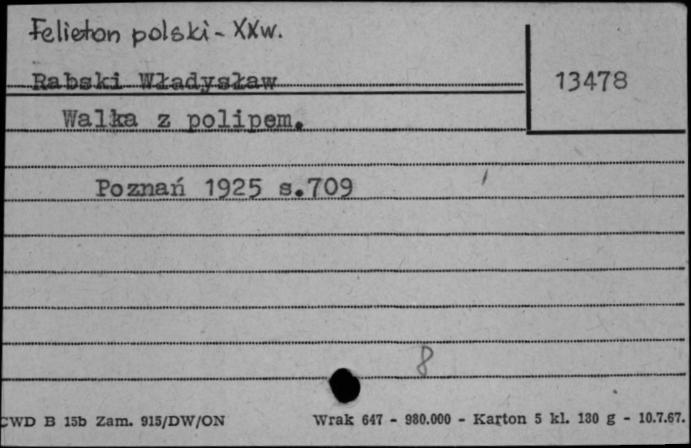 Felieton polski - XXw.
Rabski Władysław
13478
Walka z polipem.
Poznań 1925 s.709
8
CWD B 15b Zam. 915/DW/ON Wrak 647 - 980.000 - Karton 5 kl. 130 g - 10.7.67.